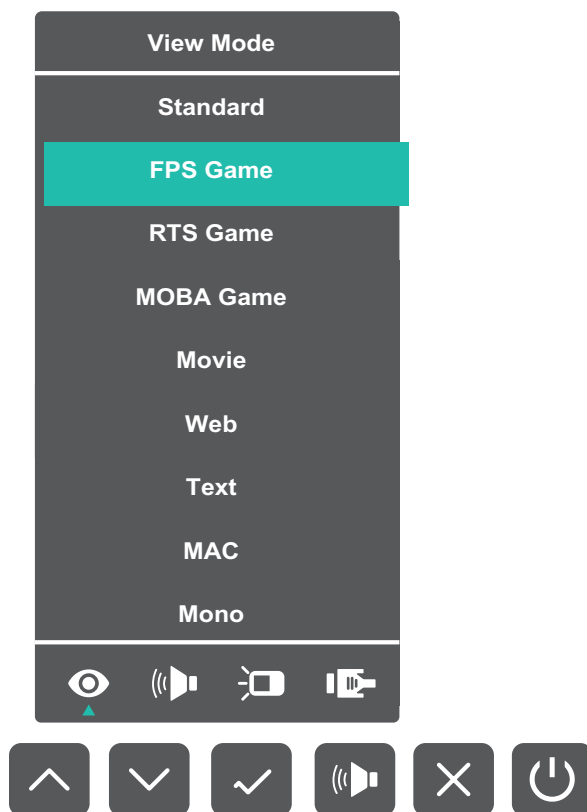 View Mode
Standard
FPS Game
RTS Game
MOBA Game
Movie
Web
Text
MAC
Mono